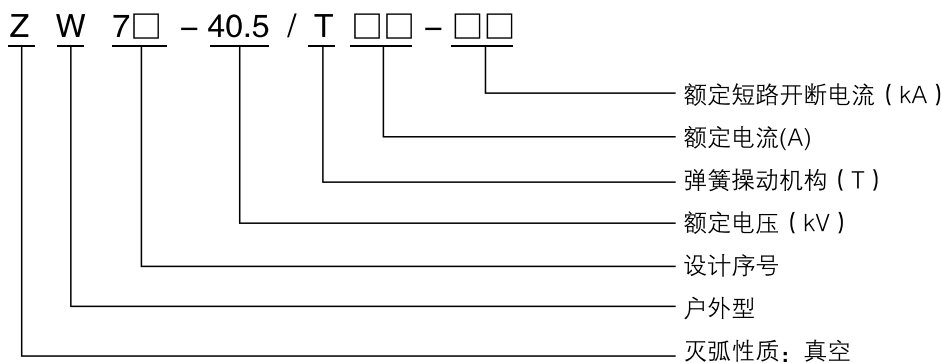 Z W 7□ – 40.5 / T □□ – □□
额定短路开断电流（kA）
额定电流(A)
弹簧操动机构（T）
额定电压（kV）
设计序号
户外型
灭弧性质：真空